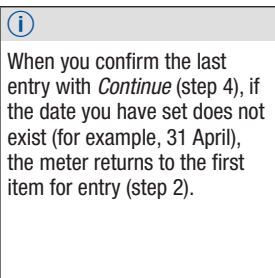 i
When you confirm the last
entry with Continue (step 4), if
the date you have set does not
exist (for example, 31 April),
the meter returns to the first
item for entry (step 2).